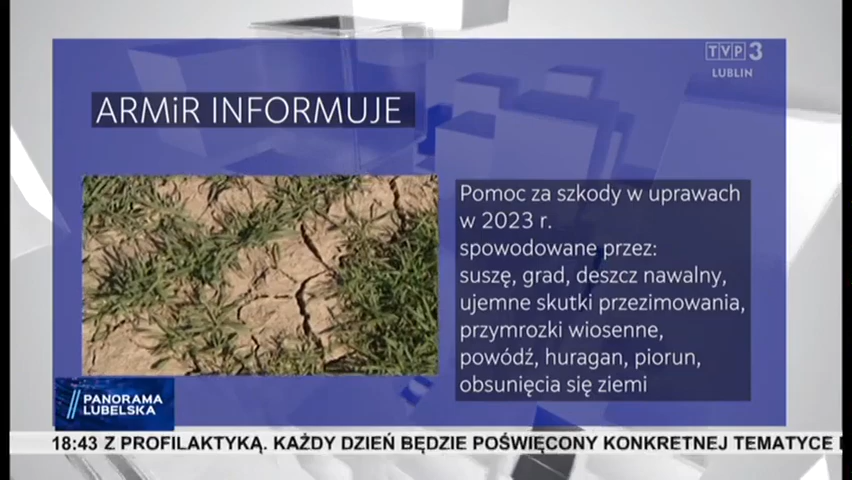 TVP3
LUBLIN
ARMiR INFORMUJE
Pomoc za szkody w uprawach
w 2023 r.
spowodowane przez:
suszę, grad, deszcz nawalny,
ujemne skutki przezimowania,
przymrozki wiosenne,
powódź, huragan, piorun,
obsunięcia się ziemi
PANORAMA
LUBELSKA
18:43 Z PROFILAKTYKĄ. KAŻDY DZIEŃ BĘDZIE POŚWIĘCONY KONKRETNEJ TEMATYCE